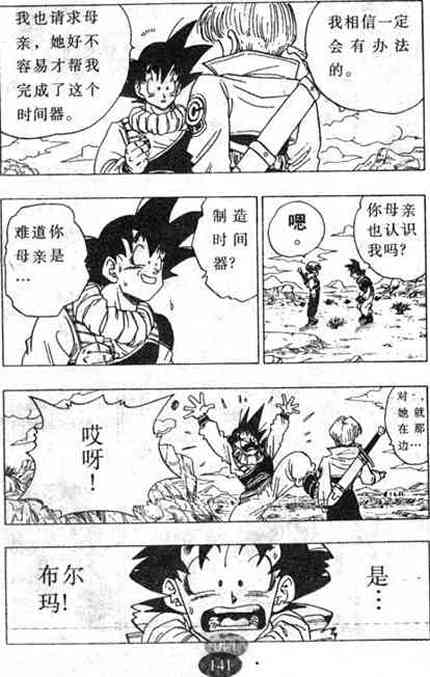 我相信一定
会有办法
的。
我也请求母
亲，她好不
容易才帮我
完成了这个
时间器。
你母亲
也认识
我吗?
嗯。
制造
时间
器?
难道你
母亲是
…
对她在
，就那边…
哎呀!
是…
布尔
玛!
141